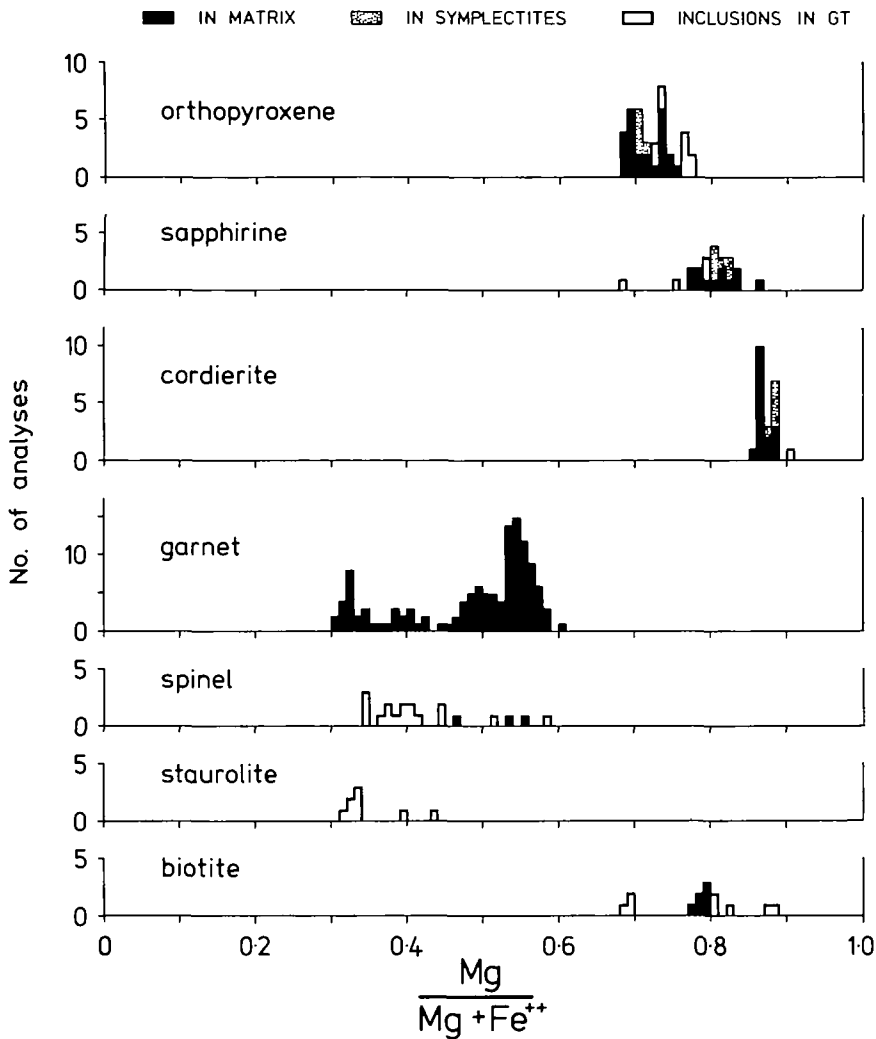 IN MATRIX IN SYMPLECTITES INCLUSIONS IN GT
No. of analyses
10
5
0
orthopyroxene
5
0
sapphirine
10
5
0
cordierite
10
0
garnet
5
0
spinel
5
0
staurolite
5
0
biotite
0 0·2 0·4 0·6 0·8 1·0
Mg
Mg +Fe++